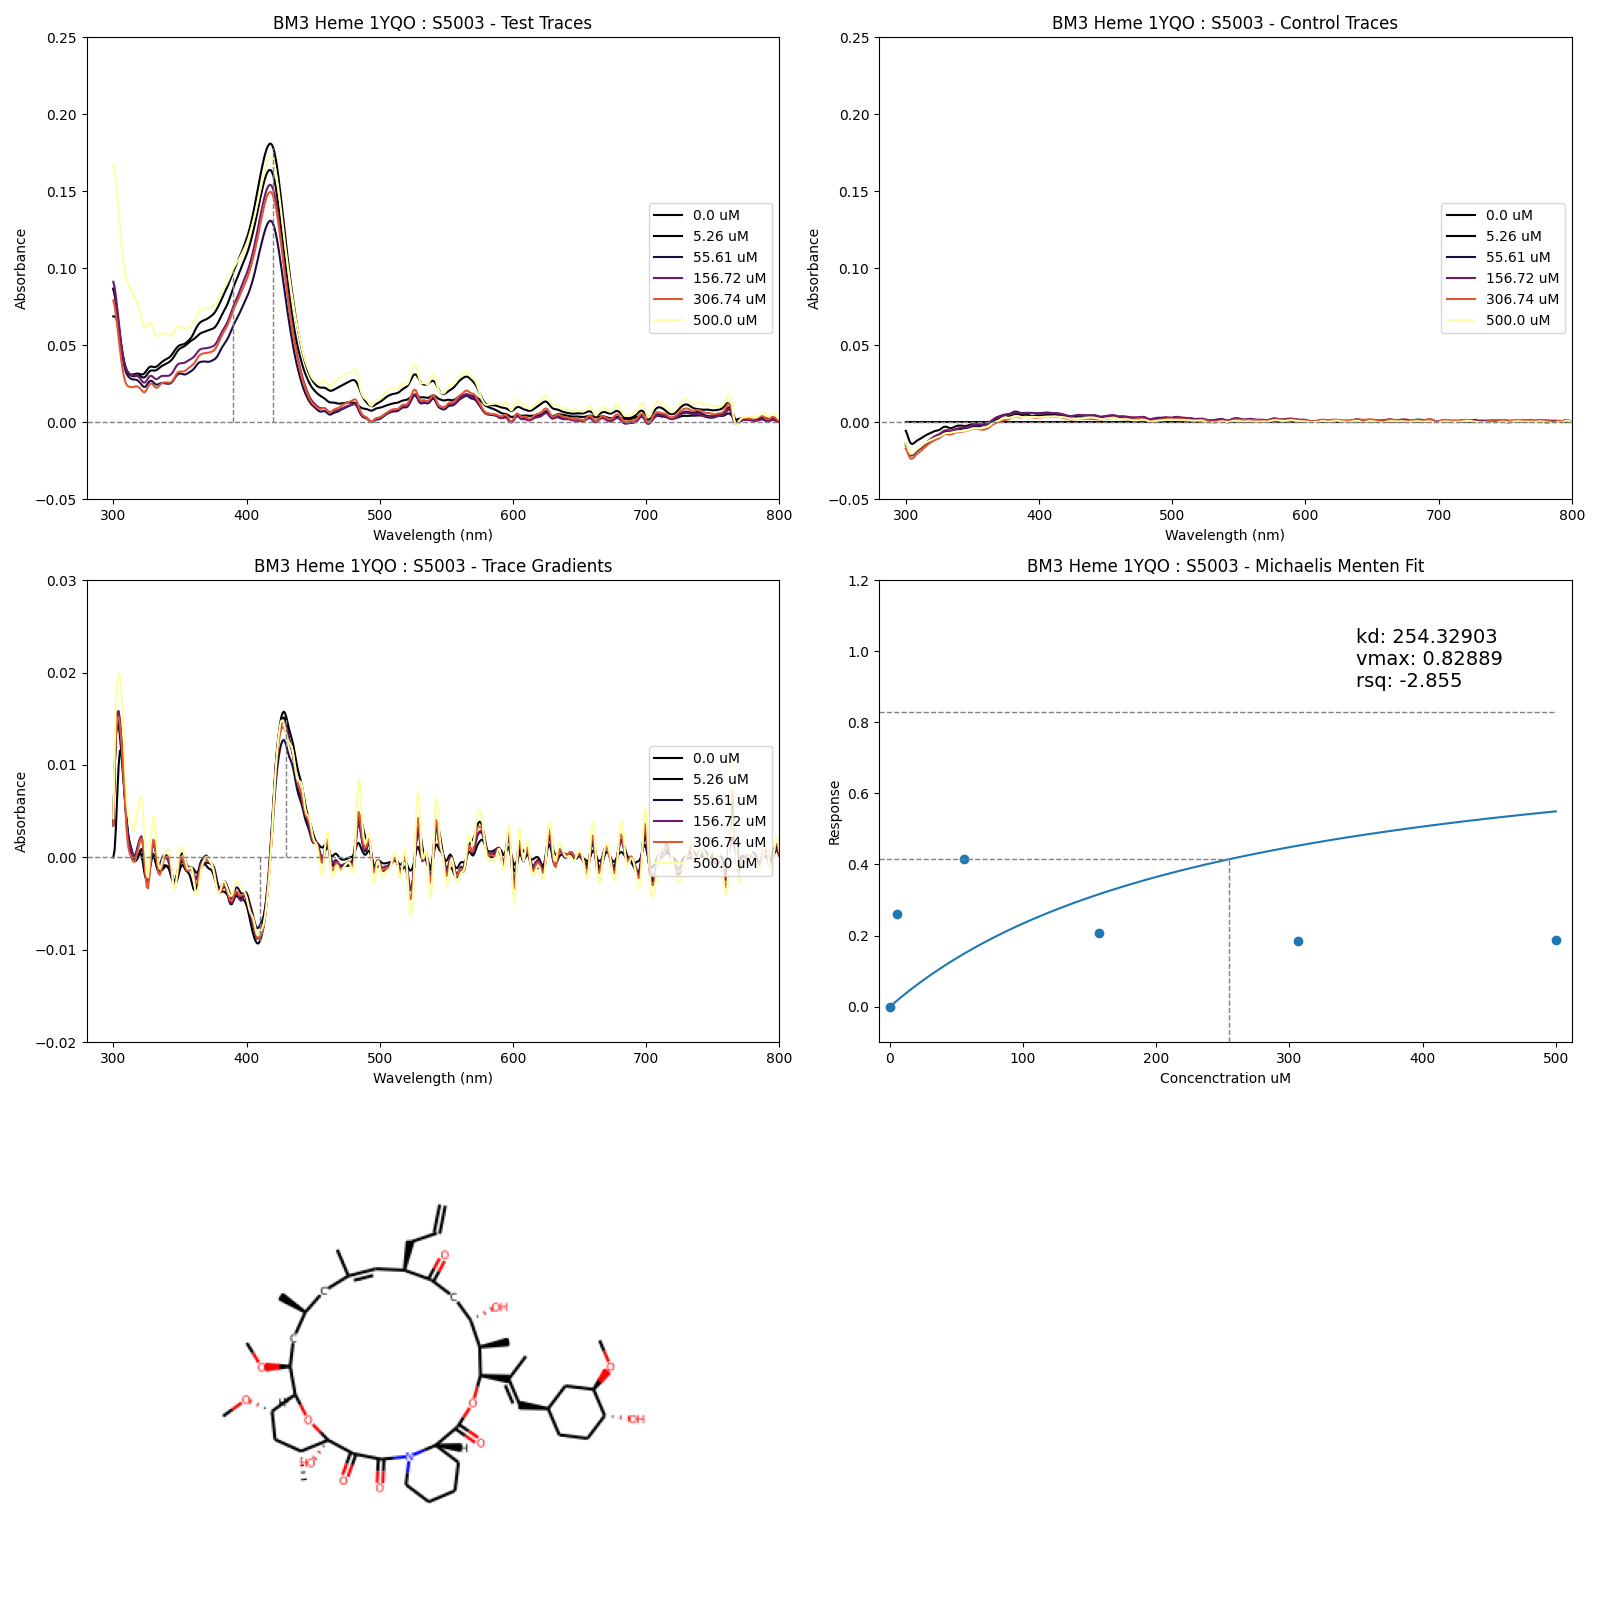 BM3 Heme 1YQO : S5003 - Test Traces
0.25
0.20
0.15
0.10
0.05
0.00
−0.05
Absorbance
0.0 uM
5.26 uM
55.61 uM
156.72 uM
306.74 uM
500.0 uM
300 400 500 600 700 800
Wavelength (nm)
BM3 Heme 1YQO : S5003 - Control Traces
0.25
0.20
0.15
0.10
0.05
0.00
−0.05
Absorbance
0.0 uM
5.26 uM
55.61 uM
156.72 uM
306.74 uM
500.0 uM
300 400 500 600 700 800
Wavelength (nm)
BM3 Heme 1YQO : S5003 - Trace Gradients
0.03
0.02
0.01
0.00
−0.01
−0.02
Absorbance
0.0 uM
5.26 uM
55.61 uM
156.72 uM
306.74 uM
500.0 uM
300 400 500 600 700 800
Wavelength (nm)
BM3 Heme 1YQO : S5003 - Michaelis Menten Fit
1.2
1.0
0.8
0.6
0.4
0.2
0.0
Response
kd: 254.32903
vmax: 0.82889
rsq: -2.855
0 100 200 300 400 500
Concenctration uM
O
C
C
OH
C
O
O
O
H
O
O
OH
HO
N
H
O
O
O